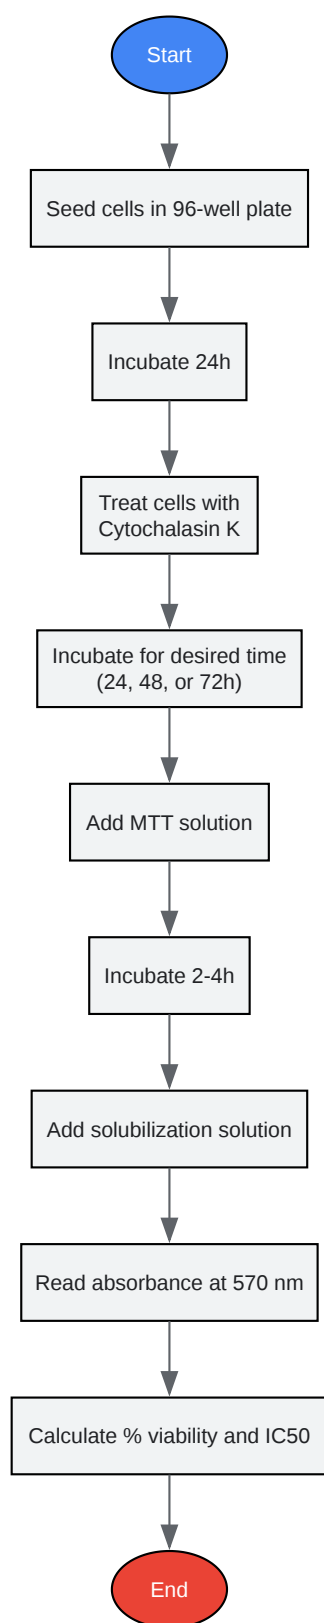 Start
Seed cells in 96-well plate
Incubate 24h
Treat cells with
Cytochalasin K
Incubate for desired time
(24, 48, or 72h)
Add MTT solution
Incubate 2-4h
Add solubilization solution
Read absorbance at 570 nm
Calculate % viability and IC50
End